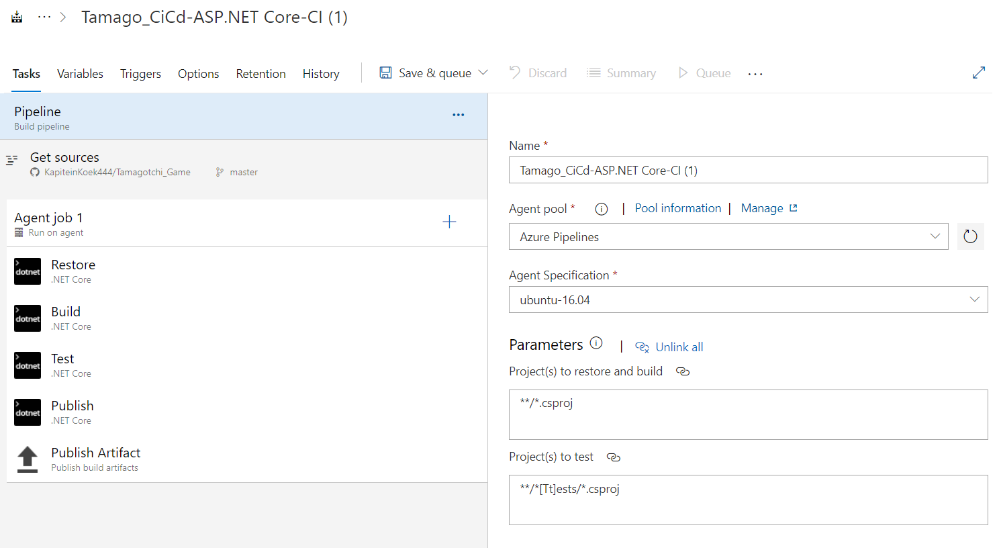 ··· > Tamago_CiCd-ASP.NET Core-CI (1)
Tasks Variables Triggers Options Retention History Save & queue Discard Summary Queue ···
Pipeline ···
Build pipeline
Get sources
KapiteinKoek444/Tamagotchi_Game master
Agent job 1 +
Run on agent
dotnet Restore
.NET Core
dotnet Build
.NET Core
dotnet Test
.NET Core
dotnet Publish
.NET Core
Publish Artifact
Publish build artifacts
Name *
Tamago_CiCd-ASP.NET Core-CI (1)
Agent pool * | Pool information | Manage
Azure Pipelines
Agent Specification *
ubuntu-16.04
Parameters | Unlink all
Project(s) to restore and build
**/*.csproj
Project(s) to test
**/*[Tt]ests/*.csproj